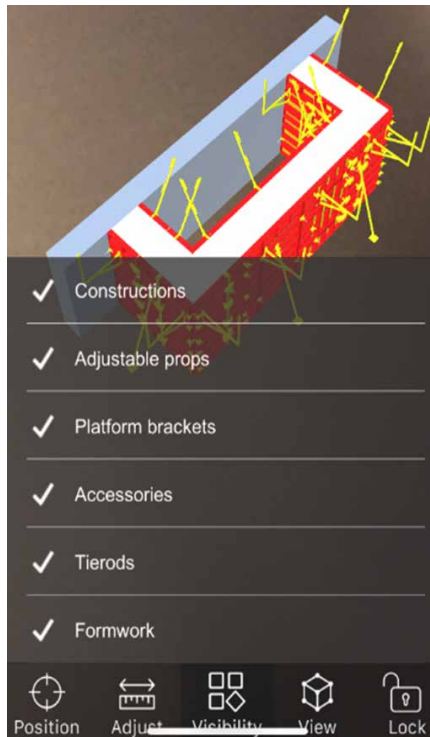 Constructions
Adjustable props
Platform brackets
Accessories
Tierods
Formwork
Position Adjust Visibility View Lock